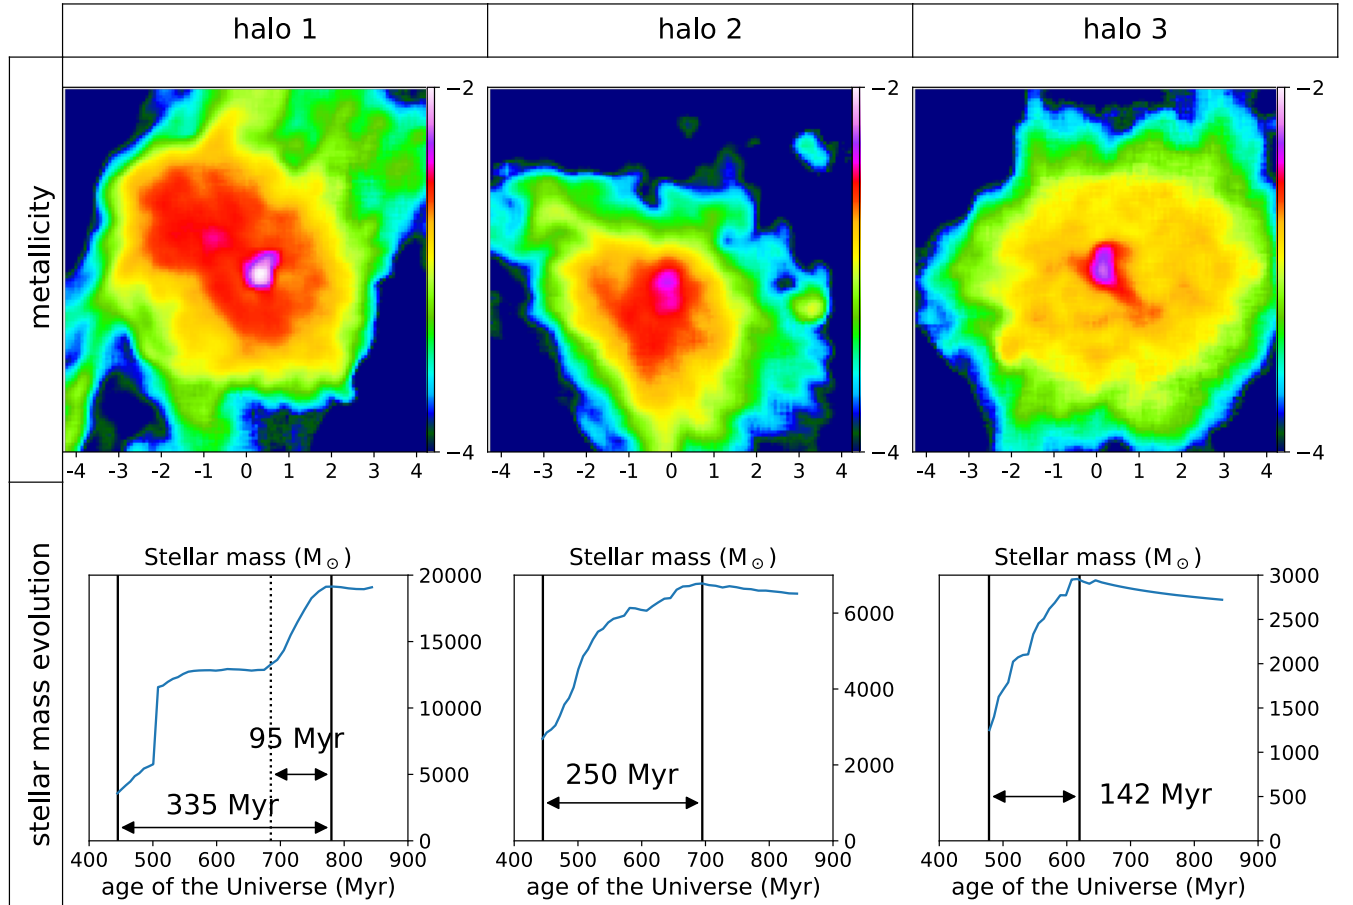 halo 1 halo 2 halo 3
metallicity
−2 −2 −2
−4 −4 −4
-4 -3 -2 -1 0 1 2 3 4 -4 -3 -2 -1 0 1 2 3 4 -4 -3 -2 -1 0 1 2 3 4
stellar mass evolution
Stellar mass (M⊙)
20000
15000
10000
5000
0
95 Myr
335 Myr
400 500 600 700 800 900
age of the Universe (Myr)
Stellar mass (M⊙)
6000
4000
2000
0
250 Myr
400 500 600 700 800 900
age of the Universe (Myr)
Stellar mass (M⊙)
3000
2500
2000
1500
1000
500
0
142 Myr
400 500 600 700 800 900
age of the Universe (Myr)